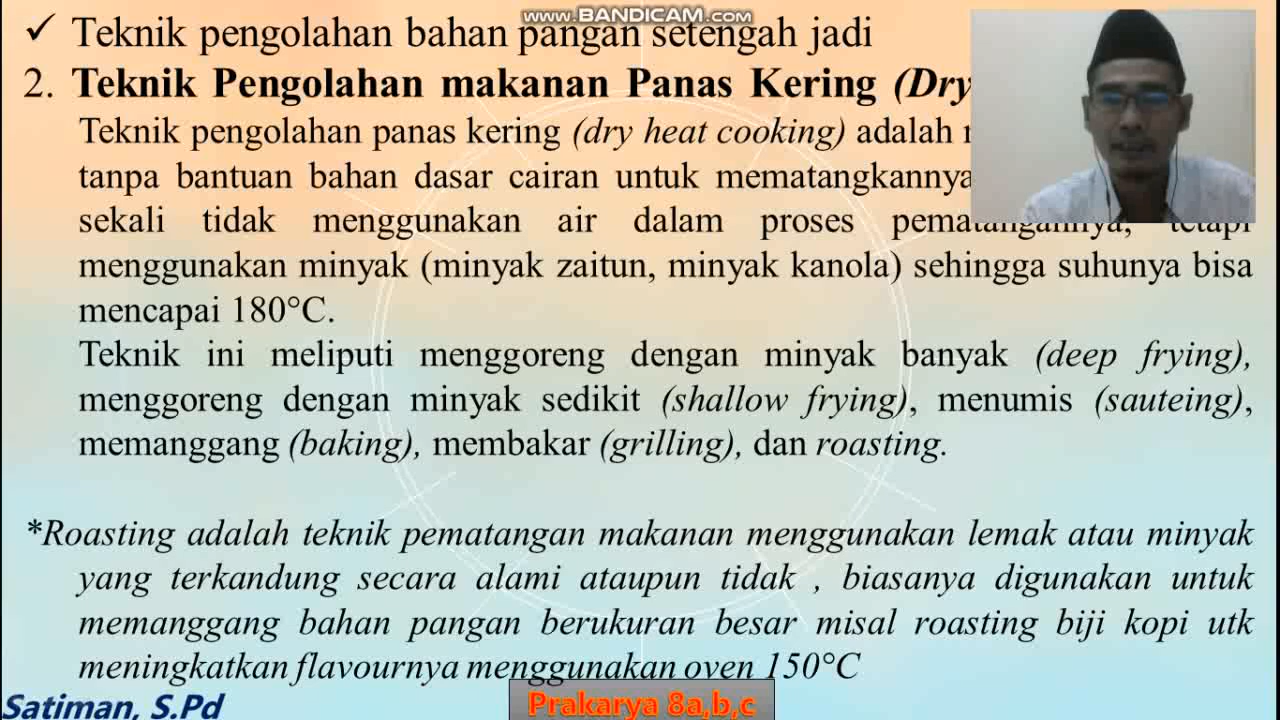 www.BANDICAM.com
✓ Teknik pengolahan bahan pangan setengah jadi
2. Teknik Pengolahan makanan Panas Kering (Dry
Teknik pengolahan panas kering (dry heat cooking) adalah
tanpa bantuan bahan dasar cairan untuk mematangkannya
sekali tidak menggunakan air dalam proses pematangannya, tetapi
menggunakan minyak (minyak zaitun, minyak kanola) sehingga suhunya bisa
mencapai 180°C.
Teknik ini meliputi menggoreng dengan minyak banyak (deep frying),
menggoreng dengan minyak sedikit (shallow frying), menumis (sauteing),
memanggang (baking), membakar (grilling), dan roasting.
*Roasting adalah teknik pematangan makanan menggunakan lemak atau minyak
yang terkandung secara alami ataupun tidak , biasanya digunakan untuk
memanggang bahan pangan berukuran besar misal roasting biji kopi utk
meningkatkan flavournya menggunakan oven 150°C
Satiman, S.Pd
Prakarya 8a,b,c